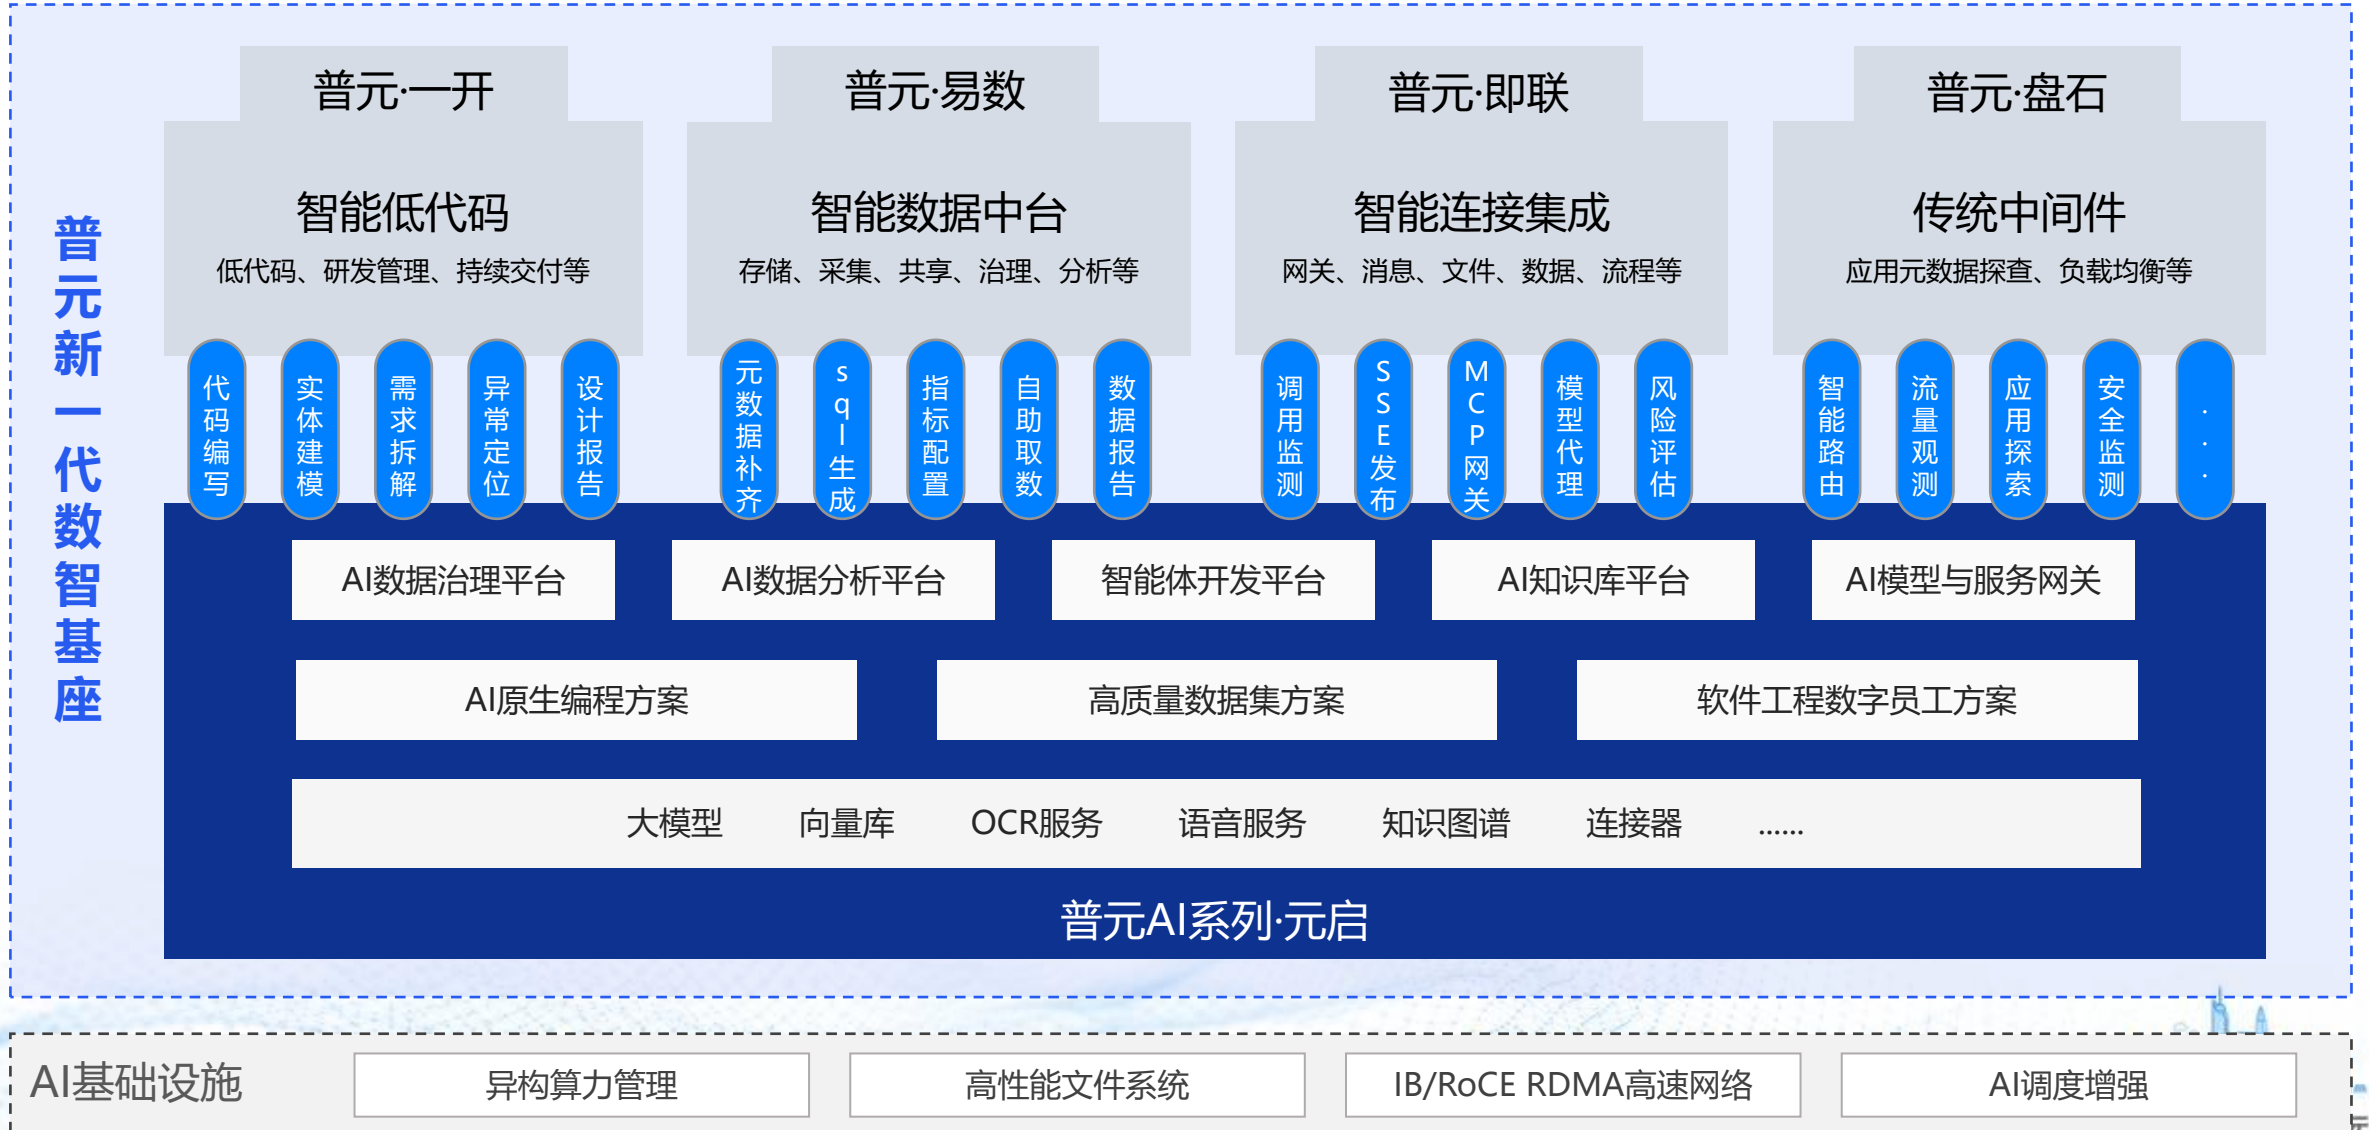 普元新一代数智基座
普元·一开
智能低代码
低代码、研发管理、持续交付等
普元·易数
智能数据中台
存储、采集、共享、治理、分析等
普元·即联
智能连接集成
网关、消息、文件、数据、流程等
普元·盘石
传统中间件
应用元数据探查、负载均衡等
代码编写
实体建模
需求拆解
异常定位
设计报告
元数据补齐
sql生成
指标配置
自助取数
数据报告
调用监测
SSE发布
MCP网关
模型代理
风险评估
智能路由
流量观测
应用探索
安全监测
...
AI数据治理平台
AI数据分析平台
智能体开发平台
AI知识库平台
AI模型与服务网关
AI原生编程方案
高质量数据集方案
软件工程数字员工方案
大模型 向量库 OCR服务 语音服务 知识图谱 连接器 ......
普元AI系列·元启
AI基础设施
异构算力管理
高性能文件系统
IB/RoCE RDMA高速网络
AI调度增强